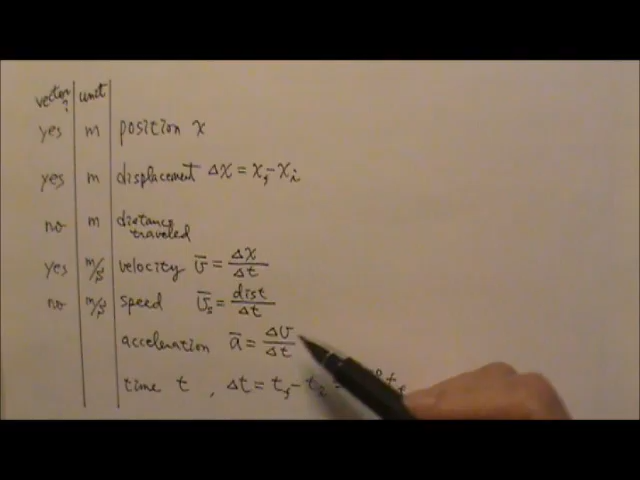 vector? unit
yes m position x
yes m displacement Δx = x_f - x_i
no m distance traveled
yes m/s velocity v̅ = Δx/Δt
no m/s speed v̅_s = dist/Δt
acceleration a̅ = Δv/Δt
time t , Δt = t_f - t_i =